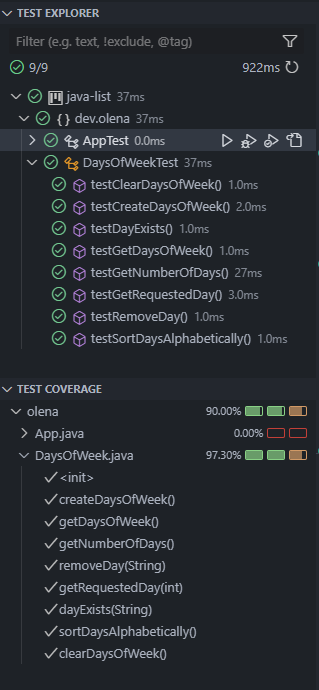 TEST EXPLORER
Filter (e.g. text, !exclude, @tag)
9/9 922ms
java-list 37ms
{ } dev.olena 37ms
AppTest 0.0ms
DaysOfWeekTest 37ms
testClearDaysOfWeek() 1.0ms
testCreateDaysOfWeek() 2.0ms
testDayExists() 1.0ms
testGetDaysOfWeek() 1.0ms
testGetNumberOfDays() 27ms
testGetRequestedDay() 3.0ms
testRemoveDay() 1.0ms
testSortDaysAlphabetically() 1.0ms
TEST COVERAGE
olena 90.00%
App.java 0.00%
DaysOfWeek.java 97.30%
<init>
createDaysOfWeek()
getDaysOfWeek()
getNumberOfDays()
removeDay(String)
getRequestedDay(int)
dayExists(String)
sortDaysAlphabetically()
clearDaysOfWeek()